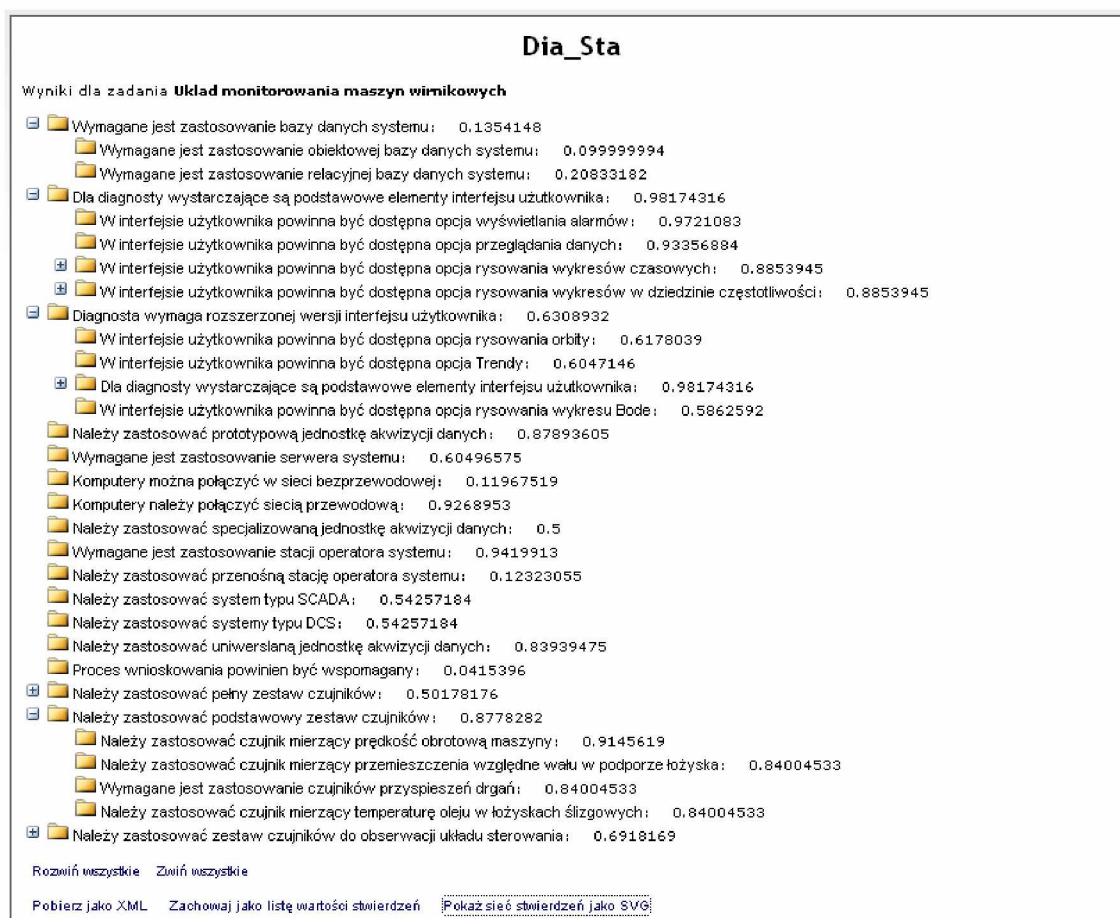 Dia_Sta
Wyniki dla zadania Uklad monitorowania maszyn wirnikowych
Wymagane jest zastosowanie bazy danych systemu: 0.1354148
Wymagane jest zastosowanie obiektowej bazy danych systemu: 0.099999994
Wymagane jest zastosowanie relacyjnej bazy danych systemu: 0.20833182
Dla diagnosty wystarczające są podstawowe elementy interfejsu użutkownika: 0.98174316
W interfejsie użytkownika powinna być dostępna opcja wyświetlania alarmów: 0.9721083
W interfejsie użytkownika powinna być dostępna opcja przeglądania danych: 0.93356884
W interfejsie użytkownika powinna być dostępna opcja rysowania wykresów czasowych: 0.8853945
W interfejsie użytkownika powinna być dostępna opcja rysowania wykresów w dziedzinie częstotliwości: 0.8853945
Diagnosta wymaga rozszerzonej wersji interfejsu użytkownika: 0.6308932
W interfejsie użytkownika powinna być dostępna opcja rysowania orbity: 0.6178039
W interfejsie użytkownika powinna być dostępna opcja Trendy: 0.6047146
Dla diagnosty wystarczające są podstawowe elementy interfejsu użutkownika: 0.98174316
W interfejsie użytkownika powinna być dostępna opcja rysowania wykresu Bode: 0.5862592
Należy zastosować prototypową jednostkę akwizycji danych: 0.87893605
Wymagane jest zastosowanie serwera systemu: 0.60496575
Komputery można połączyć w sieci bezprzewodowej: 0.11967519
Komputery należy połączyć siecią przewodową: 0.9268953
Należy zastosować specjalizowaną jednostkę akwizycji danych: 0.5
Wymagane jest zastosowanie stacji operatora systemu: 0.9419913
Należy zastosować przenośną stację operatora systemu: 0.12323055
Należy zastosować system typu SCADA: 0.54257184
Należy zastosować systemy typu DCS: 0.54257184
Należy zastosować uniwerslaną jednostkę akwizycji danych: 0.83939475
Proces wnioskowania powinien być wspomagany: 0.0415396
Należy zastosować pełny zestaw czujników: 0.50178176
Należy zastosować podstawowy zestaw czujników: 0.8778282
Należy zastosować czujnik mierzący prędkość obrotową maszyny: 0.9145619
Należy zastosować czujnik mierzący przemieszczenia względne wału w podporze łożyska: 0.84004533
Wymagane jest zastosowanie czujników przyspieszeń drgań: 0.84004533
Należy zastosować czujnik mierzący temperaturę oleju w łożyskach ślizgowych: 0.84004533
Należy zastosować zestaw czujników do obserwacji układu sterowania: 0.6918169
Rozwiń wszystkie Zwiń wszystkie
Pobierz jako XML Zachowaj jako listę wartości stwierdzeń Pokaż sieć stwierdzeń jako SVG